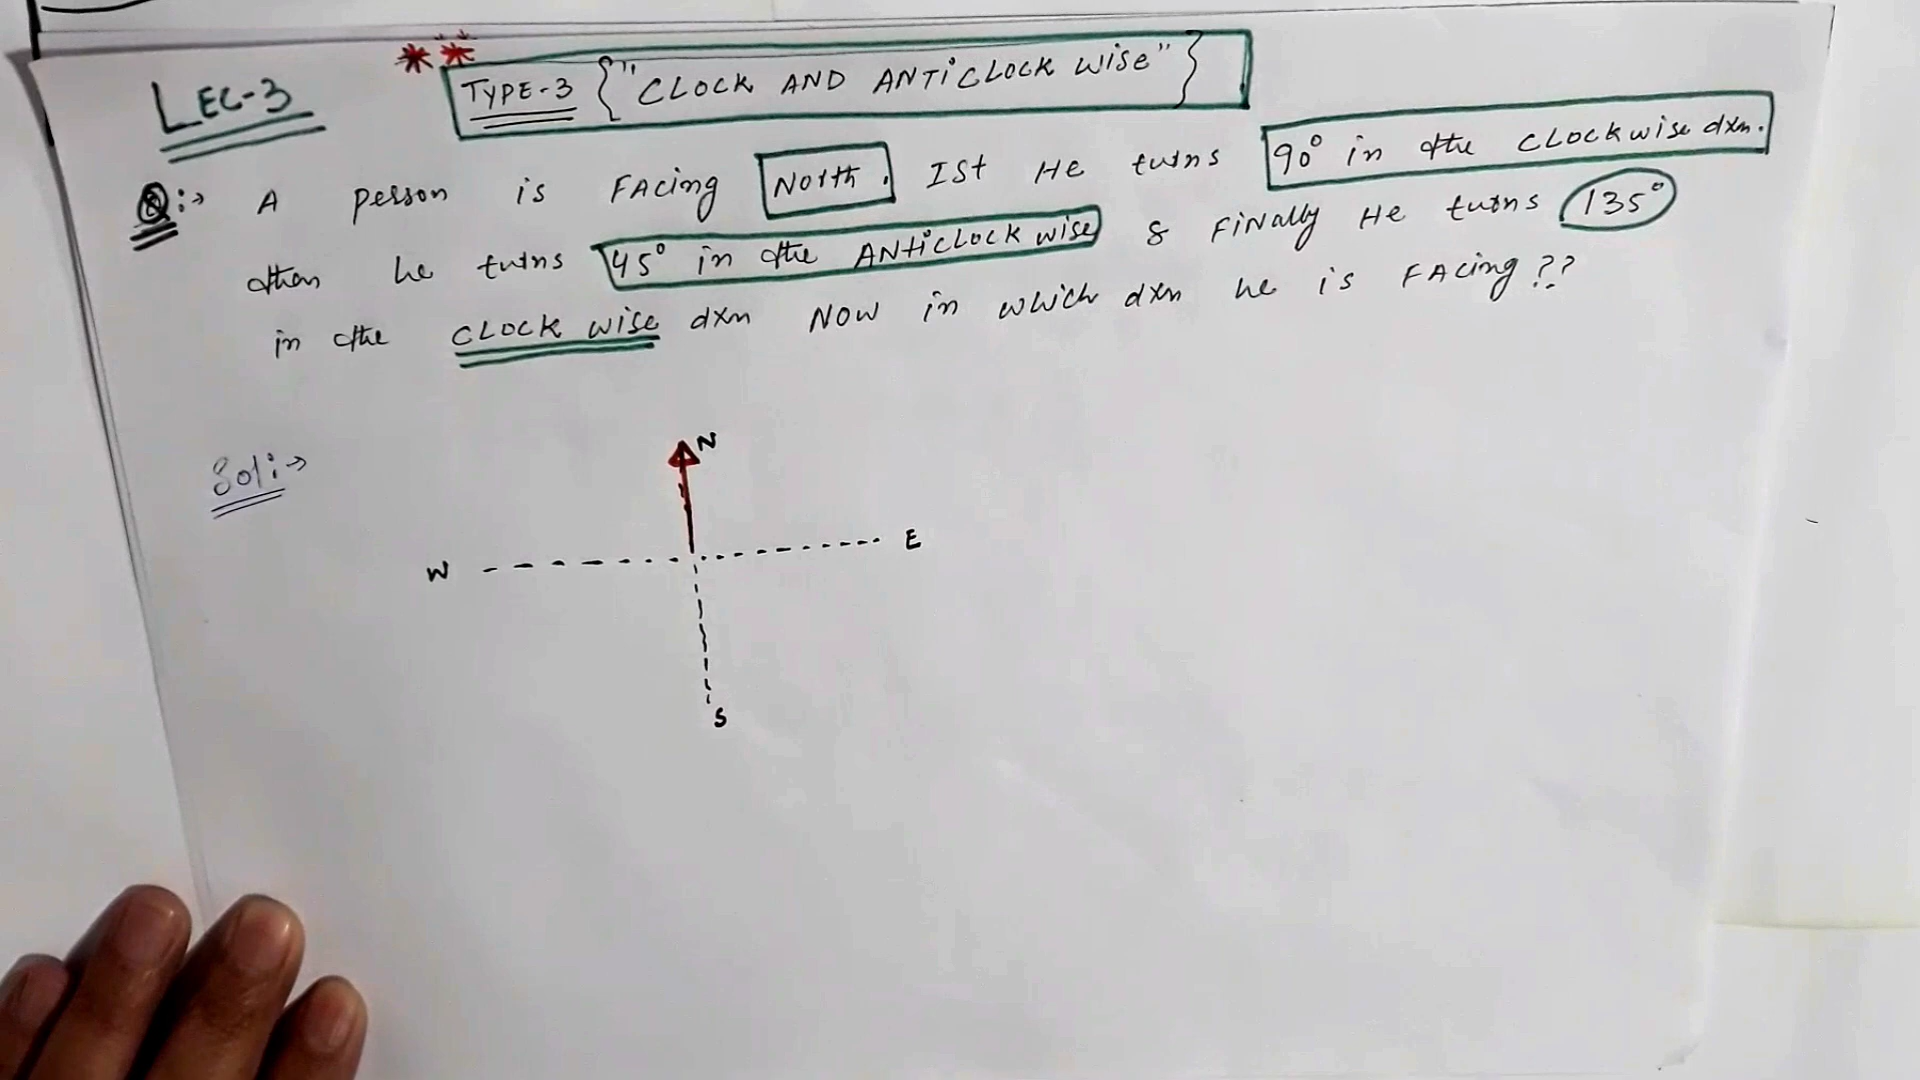 LEC-3 ** TYPE-3 {"CLOCK AND ANTICLOCK WISE"}
Q:→ A person is FAcing North. ISt He turns 90° in the CLOCKwise dxn.
then he turns 45° in the ANtiCLOCKwise & FiNally He turns 135°
in the CLOCK wise dxn NOW in which dxn he is FAcing??
Sol:→
N
W E
S